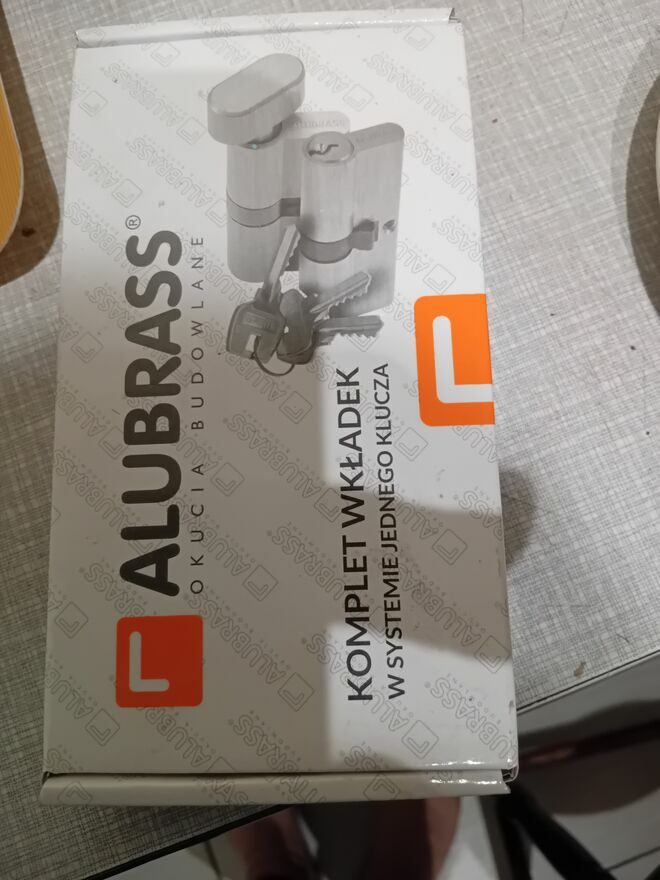 ALUBRASS®
OKUCIA BUDOWLANE
KOMPLET WKŁADEK
W SYSTEMIE JEDNEGO KLUCZA